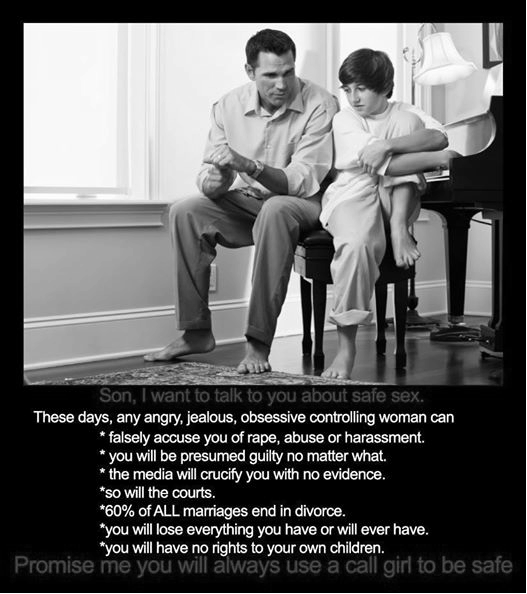 Son, I want to talk to you about safe sex.
These days, any angry, jealous, obsessive controlling woman can
* falsely accuse you of rape, abuse or harassment.
* you will be presumed guilty no matter what.
* the media will crucify you with no evidence.
*so will the courts.
*60% of ALL marriages end in divorce.
*you will lose everything you have or will ever have.
*you will have no rights to your own children.
Promise me you will always use a call girl to be safe